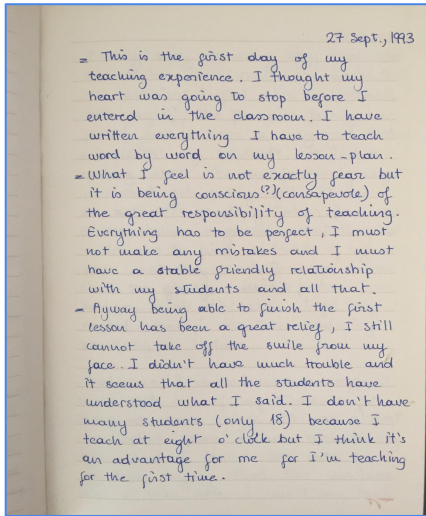 27 Sept., 1993
= This is the first day of my
teaching experience. I thought my
heart was going to stop before I
entered in the classroom. I have
written everything I have to teach
word by word on my lesson-plan.
= What I feel is not exactly fear but
it is being conscious(?)(consapevole) of
the great responsibility of teaching.
Everything has to be perfect, I must
not make any mistakes and I must
have a stable friendly relationship
with my students and all that.
= Ayway being able to finish the first
lesson has been a great relief, I still
cannot take off the smile from my
face. I didn't have much trouble and
it seems that all the students have
understood what I said. I don't have
many students (only 18) because I
teach at eight o'clock but I think it's
an advantage for me for I'm teaching
for the first time.